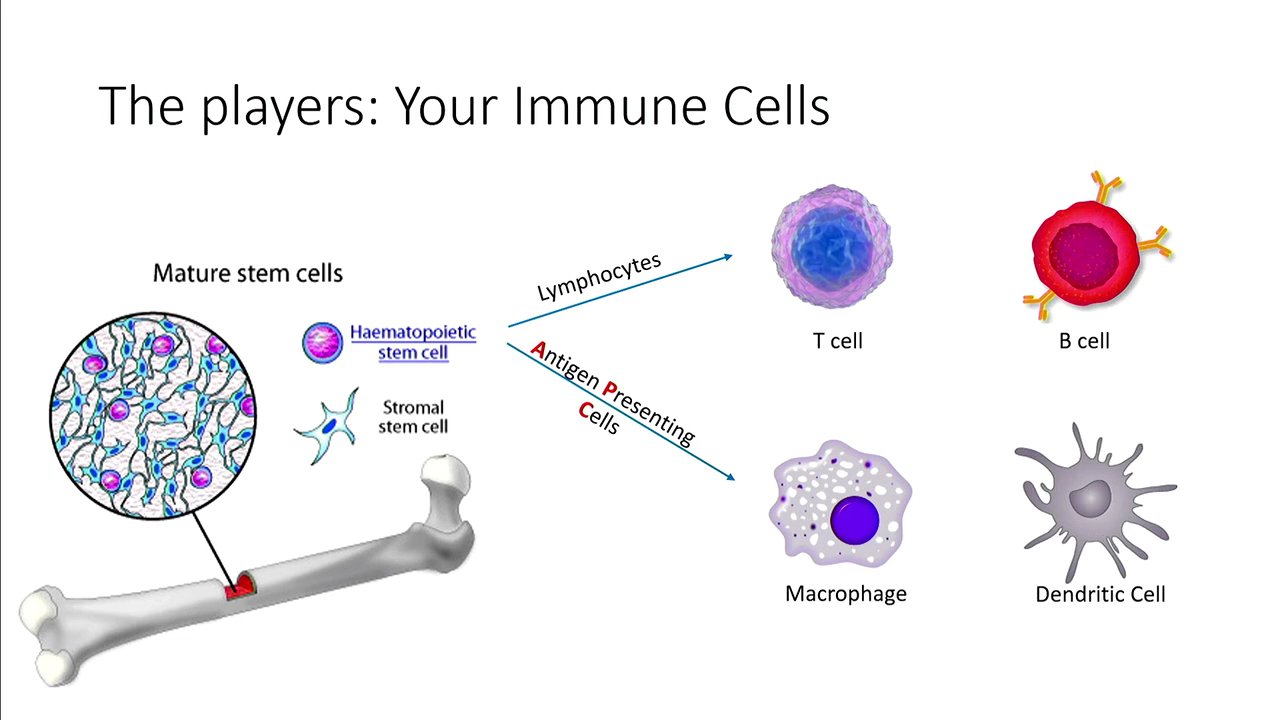 The players: Your Immune Cells
Mature stem cells
Haematopoietic
stem cell
Stromal
stem cell
Lymphocytes
Antigen Presenting
Cells
T cell
B cell
Macrophage
Dendritic Cell